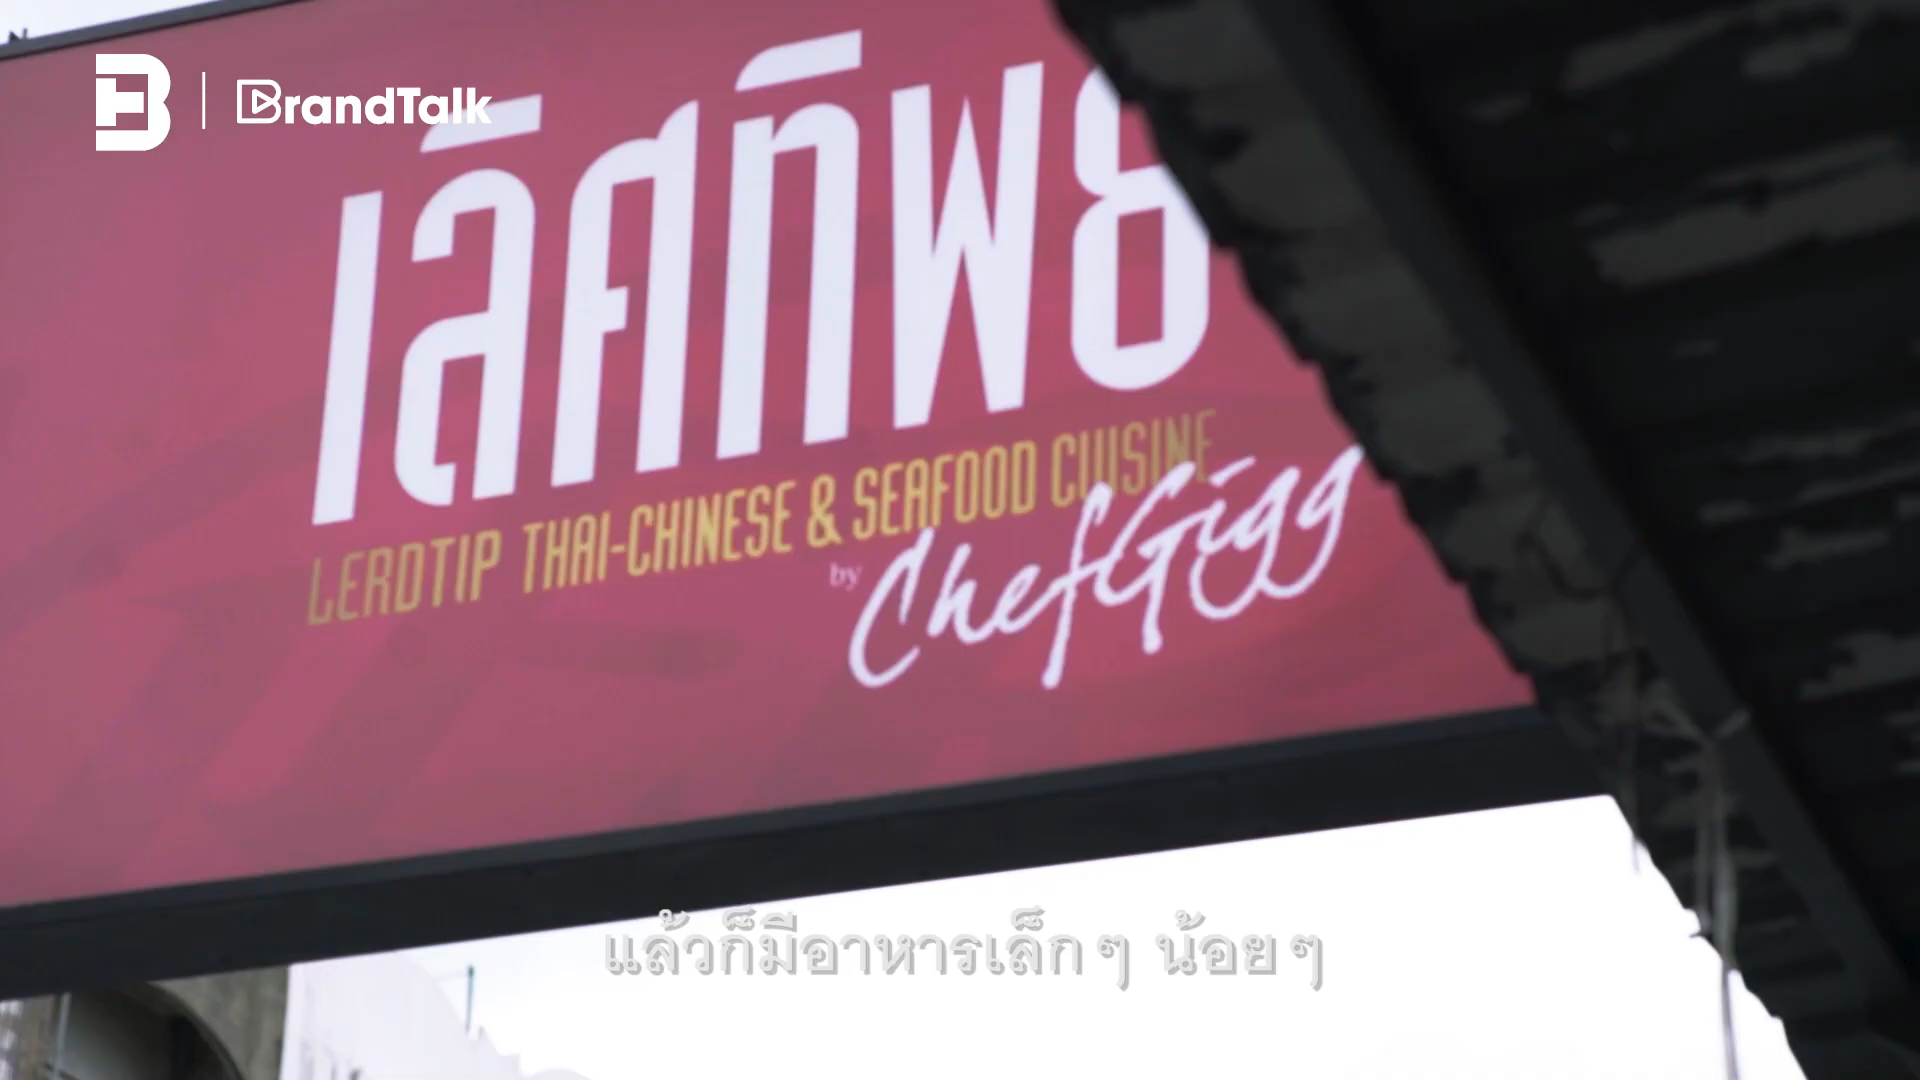 BrandTalk
เลิศทิพย
LERDTIP THAI-CHINESE & SEAFOOD CUISINE
by ChefGigg
แล้วก็มีอาหารเล็กๆ น้อยๆ